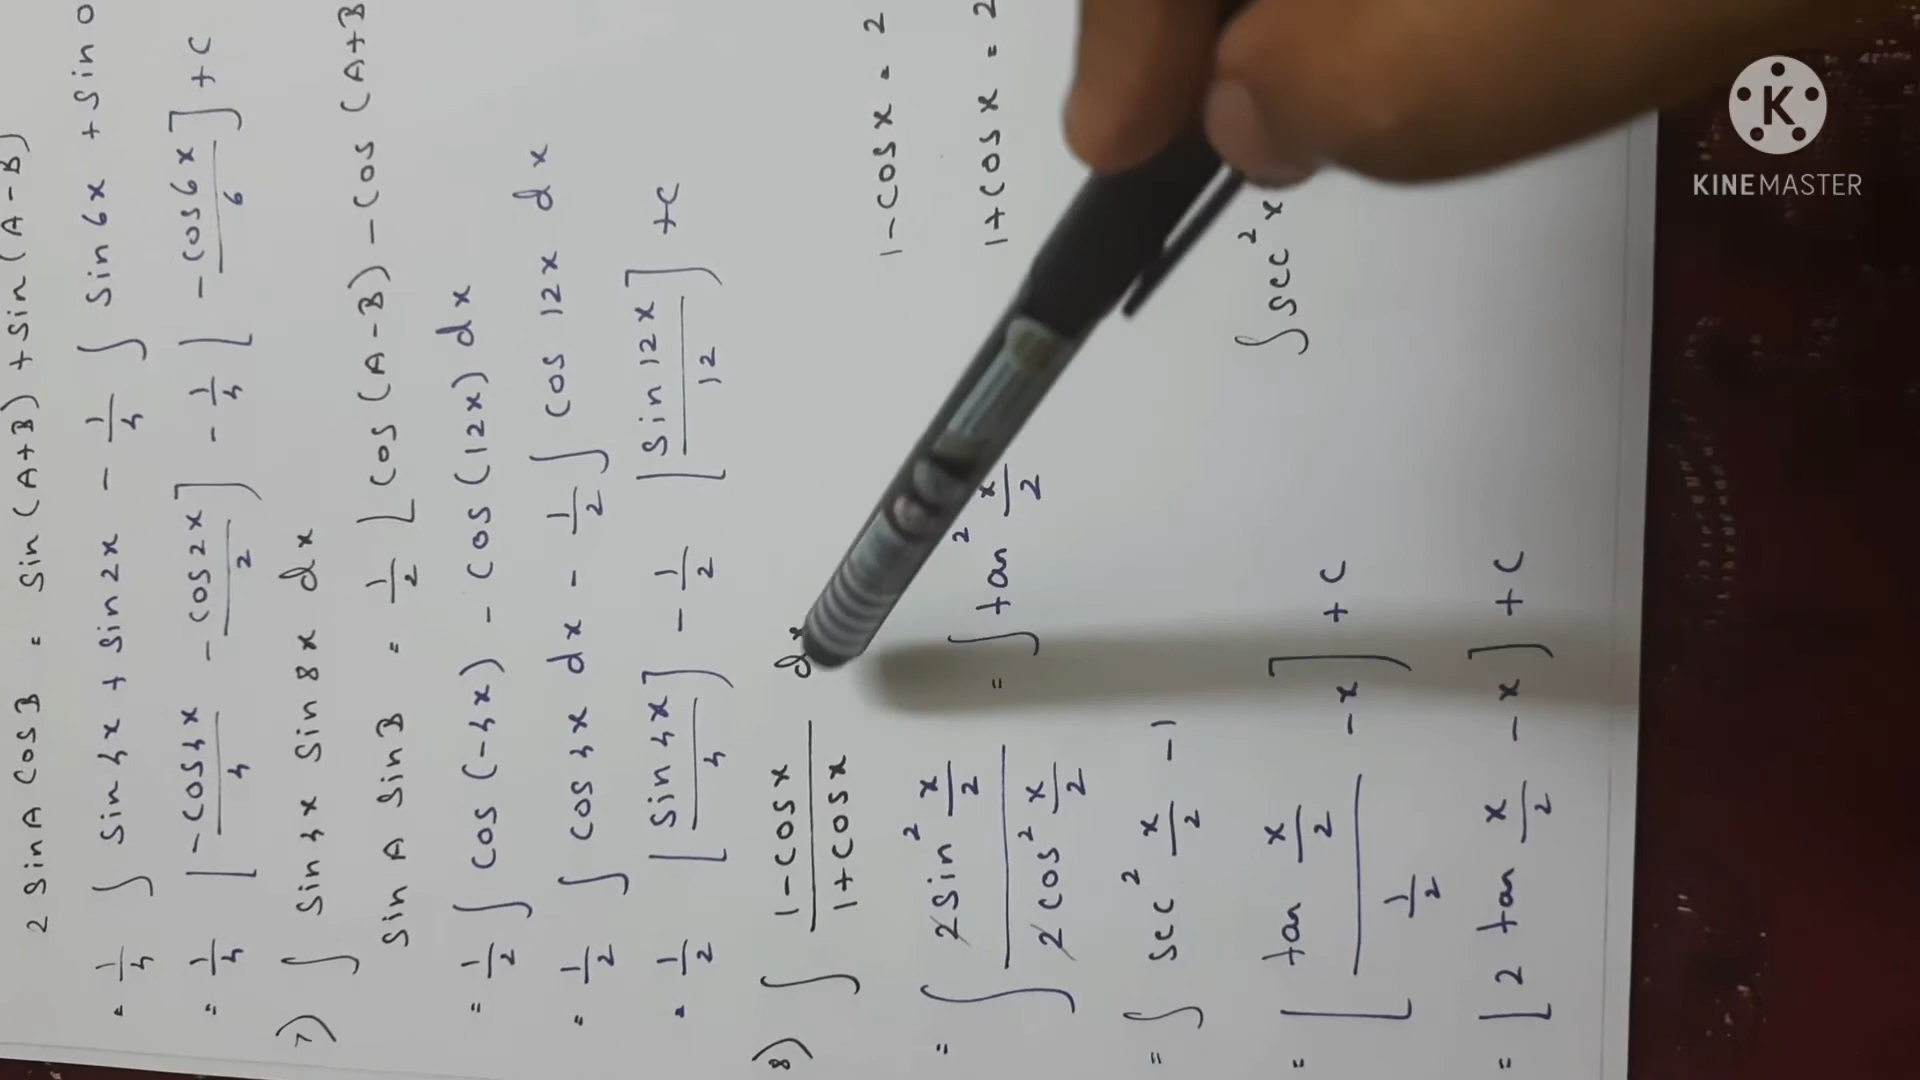 2 sin A cos B = sin (A+B) + sin (A-B)
= 1/4 ∫ sin 4x + sin 2x - 1/4 ∫ sin 6x + sin 0
= 1/4 [ -cos 4x / 4 - cos 2x / 2 ] - 1/4 [ -cos 6x / 6 ] + c
7) ∫ sin 4x sin 8x dx
sin A sin B = 1/2 [ cos (A-B) - cos (A+B
= 1/2 ∫ cos (-4x) - cos (12x) dx
= 1/2 ∫ cos 4x dx - 1/2 ∫ cos 12x dx
= 1/2 [ sin 4x / 4 ] - 1/2 [ sin 12x / 12 ] + c
8) ∫ 1-cos x / 1+cos x dx
1-cos x = 2
= ∫ 2 sin² x/2 / 2 cos² x/2 = ∫ tan² x/2
1+cos x = 2
= ∫ sec² x/2 - 1
∫ sec² x
= [ tan x/2 / 1/2 - x ] + c
= [ 2 tan x/2 - x ] + c
K
KINEMASTER